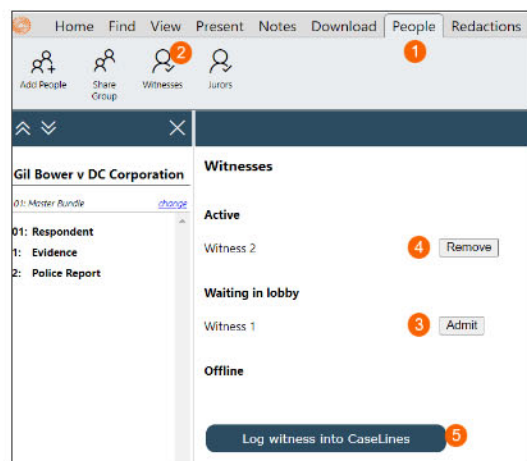 Home Find View Present Notes Download People Redactions
1
2
Add People Share Group Witnesses Jurors
Gil Bower v DC Corporation
01: Master Bundle change
01: Respondent
1: Evidence
2: Police Report
Witnesses
Active
Witness 2 4 Remove
Waiting in lobby
Witness 1 3 Admit
Offline
Log witness into CaseLines 5